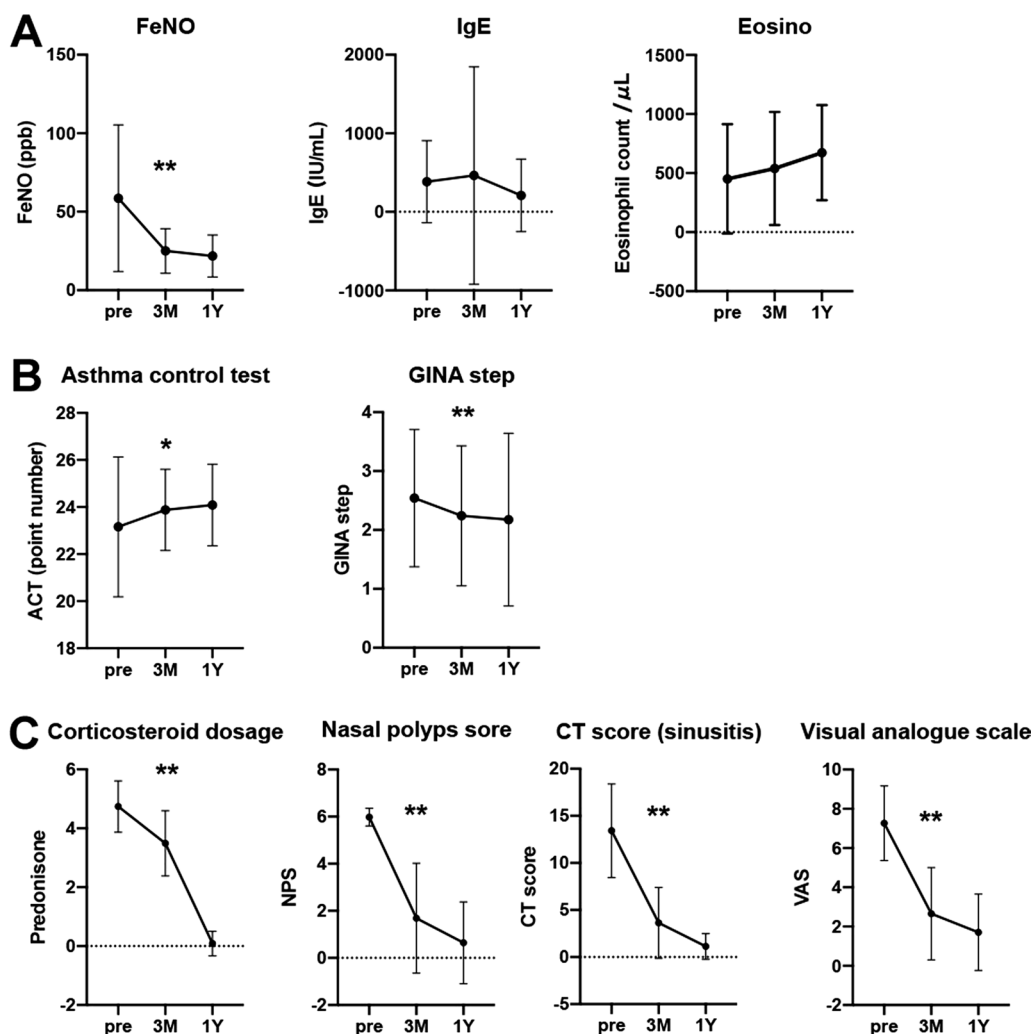 A
FeNO
IgE
Eosino
FeNO (ppb)
150
100
50
0
**
pre 3M 1Y
IgE (IU/mL)
2000
1000
0
-1000
pre 3M 1Y
Eosinophil count /μL
1500
1000
500
0
-500
pre 3M 1Y
B
Asthma control test
GINA step
ACT (point number)
28
26
24
22
20
18
*
pre 3M 1Y
GINA step
4
3
2
1
0
**
pre 3M 1Y
C
Corticosteroid dosage
Nasal polyps sore
CT score (sinusitis)
Visual analogue scale
Predonisone
6
4
2
0
-2
**
pre 3M 1Y
NPS
8
6
4
2
0
-2
**
pre 3M 1Y
CT score
20
15
10
5
0
-5
**
pre 3M 1Y
VAS
10
8
6
4
2
0
-2
**
pre 3M 1Y